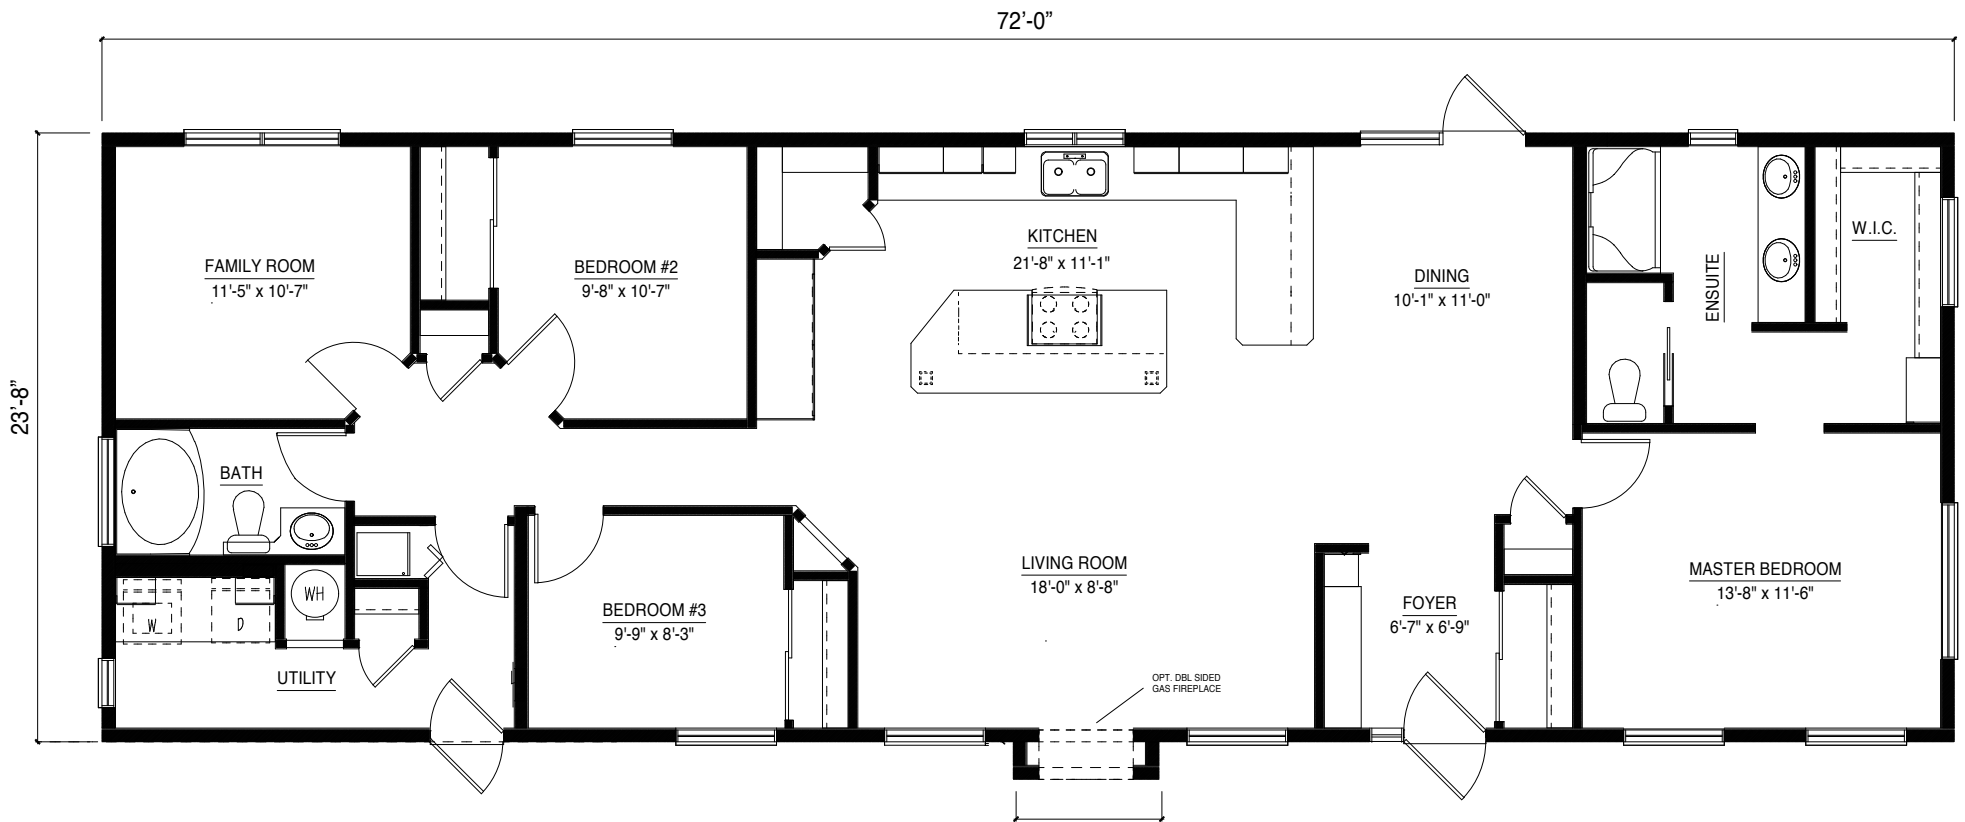 72'-0"
23'-8"
FAMILY ROOM
11'-5" x 10'-7"
BEDROOM #2
9'-8" x 10'-7"
KITCHEN
21'-8" x 11'-1"
DINING
10'-1" x 11'-0"
ENSUITE
W.I.C.
BATH
WH
W
D
UTILITY
BEDROOM #3
9'-9" x 8'-3"
LIVING ROOM
18'-0" x 8'-8"
OPT. DBL SIDED
GAS FIREPLACE
FOYER
6'-7" x 6'-9"
MASTER BEDROOM
13'-8" x 11'-6"